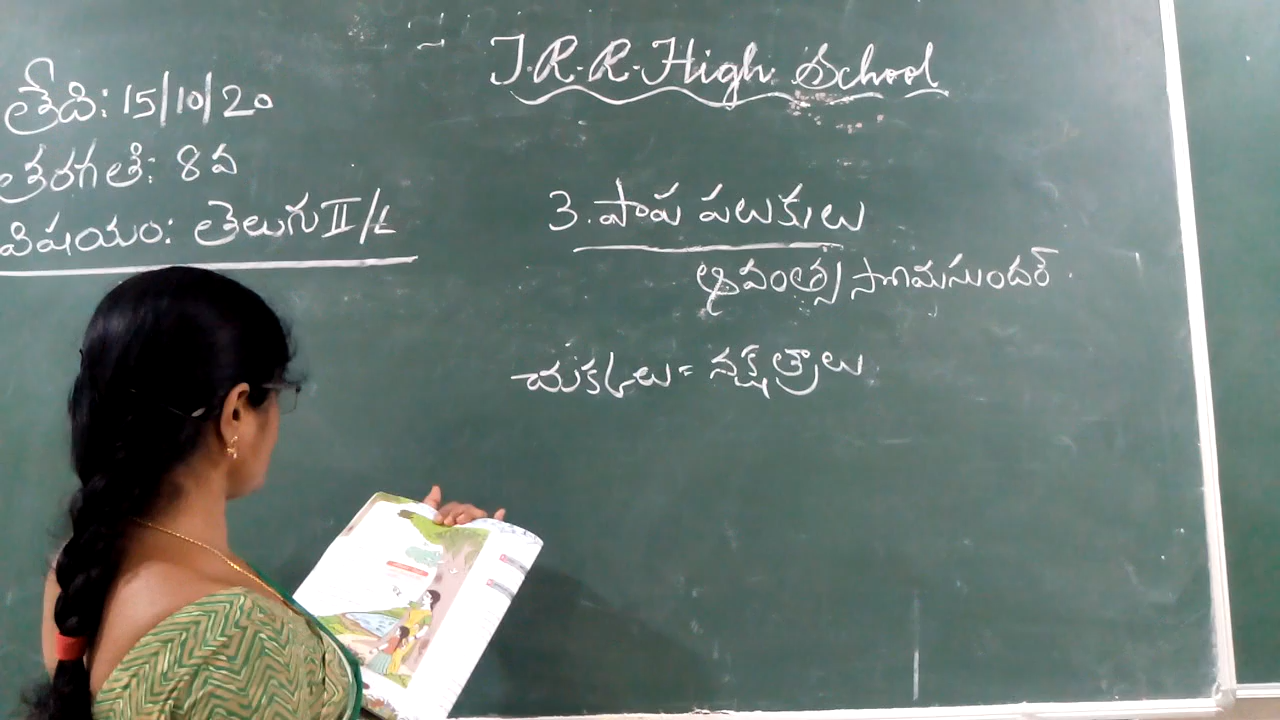 T.R.R. High School
తేది: 15/10/20
తరగతి: 8వ
విషయం: తెలుగు II/L
3. పాప పలుకులు
ఆవంత్స సోమసుందర్
చుక్కలు = నక్షత్రాలు